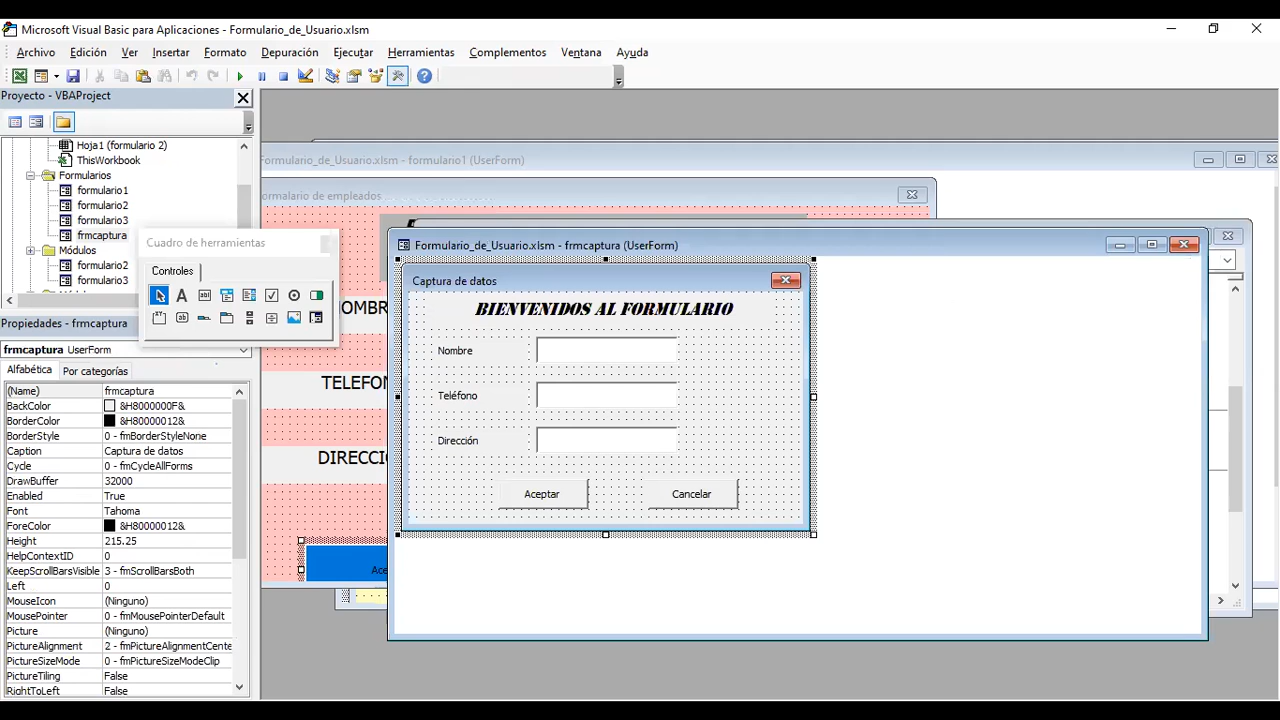 Microsoft Visual Basic para Aplicaciones - Formulario_de_Usuario.xlsm
Archivo Edición Ver Insertar Formato Depuración Ejecutar Herramientas Complementos Ventana Ayuda
Proyecto - VBAProject
Hoja1 (formulario 2)
ThisWorkbook
Formularios
formulario1
formulario2
formulario3
frmcaptura
Módulos
formulario2
formulario3
Cuadro de herramientas
Controles
Propiedades - frmcaptura
frmcaptura UserForm
Alfabética Por categorías
(Name) frmcaptura
BackColor &H8000000F&
BorderColor &H80000012&
BorderStyle 0 - fmBorderStyleNone
Caption Captura de datos
Cycle 0 - fmCycleAllForms
DrawBuffer 32000
Enabled True
Font Tahoma
ForeColor &H80000012&
Height 215.25
HelpContextID 0
KeepScrollBarsVisible 3 - fmScrollBarsBoth
Left 0
MouseIcon (Ninguno)
MousePointer 0 - fmMousePointerDefault
Picture (Ninguno)
PictureAlignment 2 - fmPictureAlignmentCente
PictureSizeMode 0 - fmPictureSizeModeClip
PictureTiling False
RightToLeft False
Formulario_de_Usuario.xlsm - formulario1 (UserForm)
ormalario de empleados
OMBR
TELEFO
DIRECCI
Ace
Formulario_de_Usuario.xlsm - frmcaptura (UserForm)
Captura de datos
BIENVENIDOS AL FORMULARIO
Nombre
Teléfono
Dirección
Aceptar Cancelar